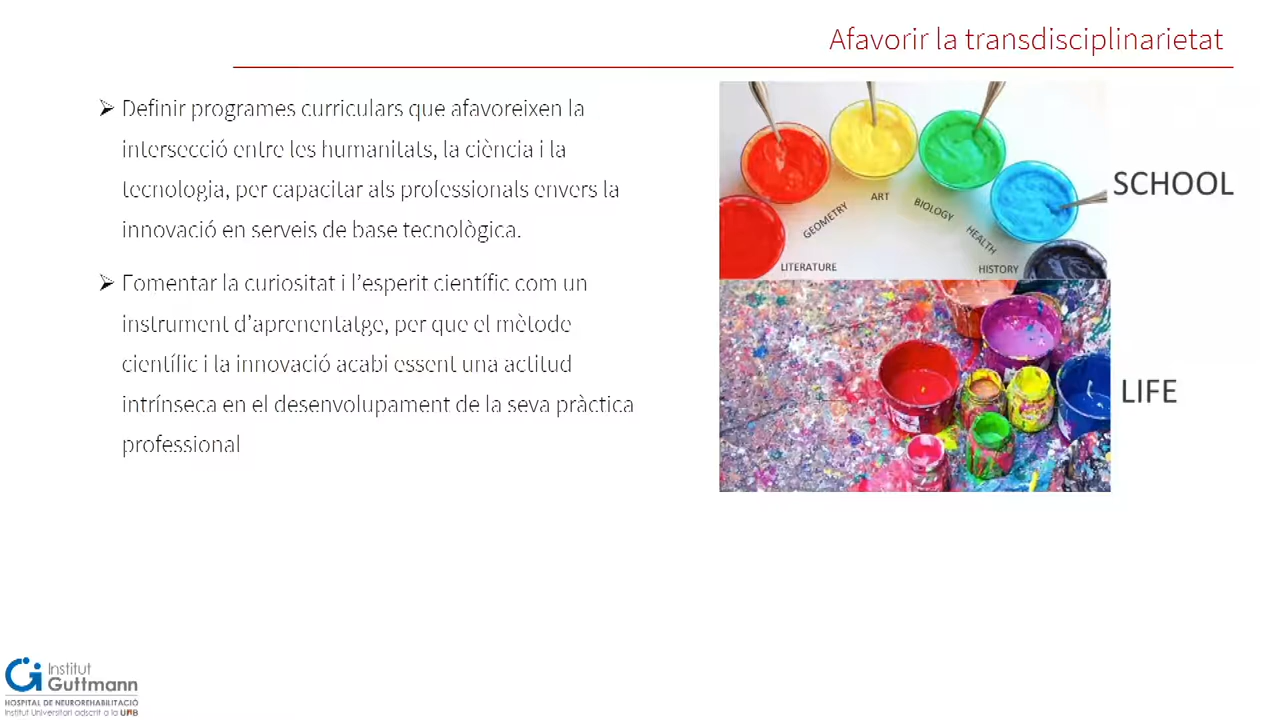 Afavorir la transdisciplinarietat
➢ Definir programes curriculars que afavoreixen la
intersecció entre les humanitats, la ciència i la
tecnologia, per capacitar als professionals envers la
innovació en serveis de base tecnològica.
➢ Fomentar la curiositat i l’esperit científic com un
instrument d’aprenentatge, per que el mètode
científic i la innovació acabi essent una actitud
intrínseca en el desenvolupament de la seva pràctica
professional
SCHOOL
LITERATURE
GEOMETRY
ART
BIOLOGY
HEALTH
HISTORY
LIFE
Institut
Guttmann
HOSPITAL DE NEUROREHABILITACIÓ
Institut Universitari adscrit a la UAB